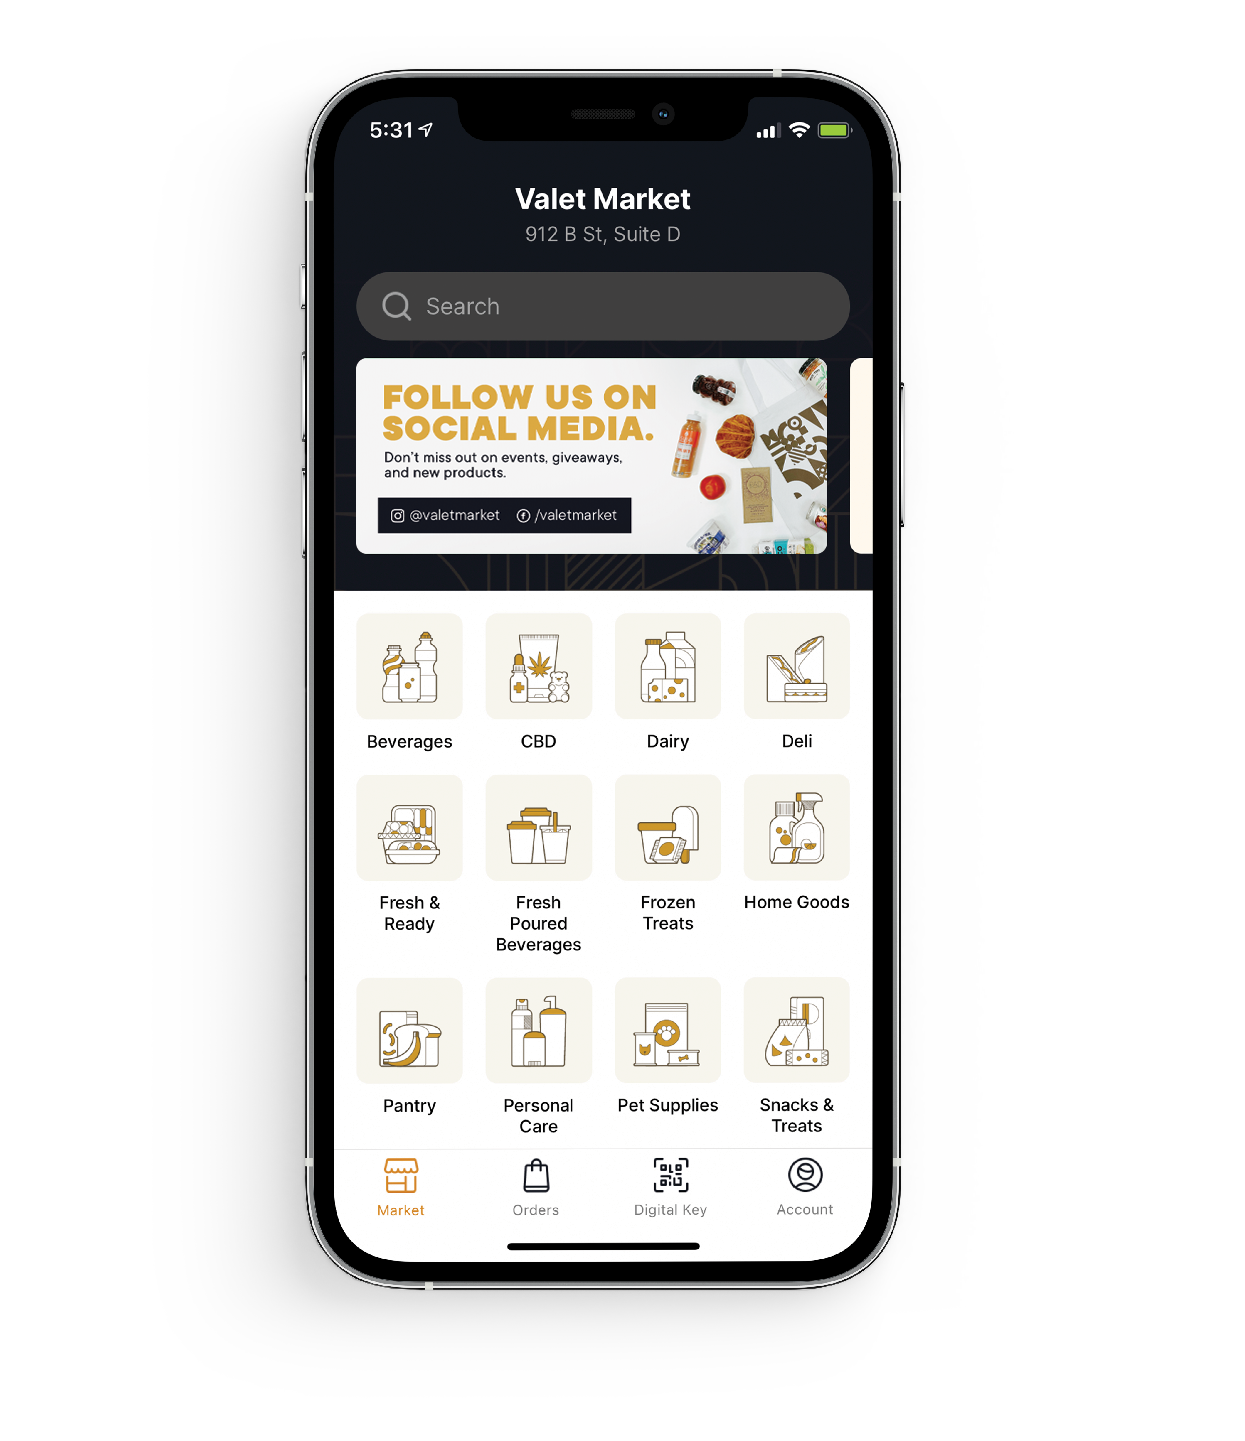 5:31
Valet Market
912 B St, Suite D
Search
FOLLOW US ON
SOCIAL MEDIA.
Don't miss out on events, giveaways,
and new products.
@valetmarket /valetmarket
Beverages CBD Dairy Deli
Fresh & Fresh Frozen Home Goods
Ready Poured Treats
Beverages
Pantry Personal Pet Supplies Snacks &
Care Treats
Market Orders Digital Key Account